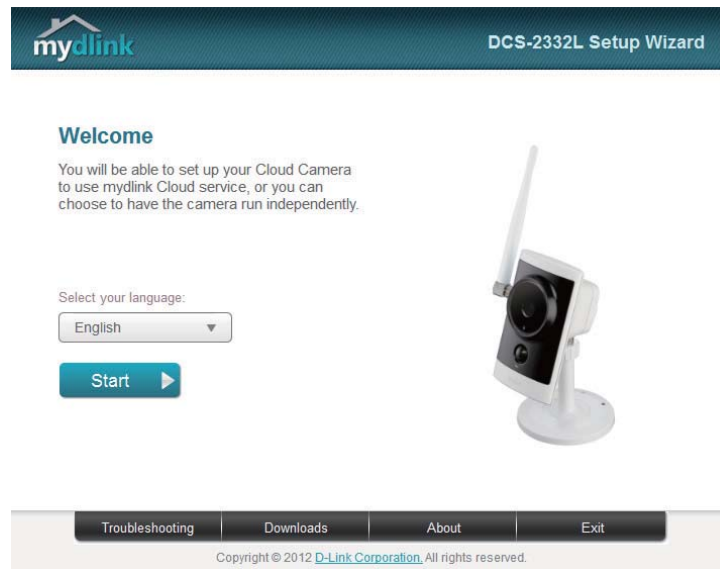 mydlink
DCS-2332L Setup Wizard
Welcome
You will be able to set up your Cloud Camera
to use mydlink Cloud service, or you can
choose to have the camera run independently.
Select your language:
English
Start
Troubleshooting
Downloads
About
Exit
Copyright © 2012 D-Link Corporation. All rights reserved.